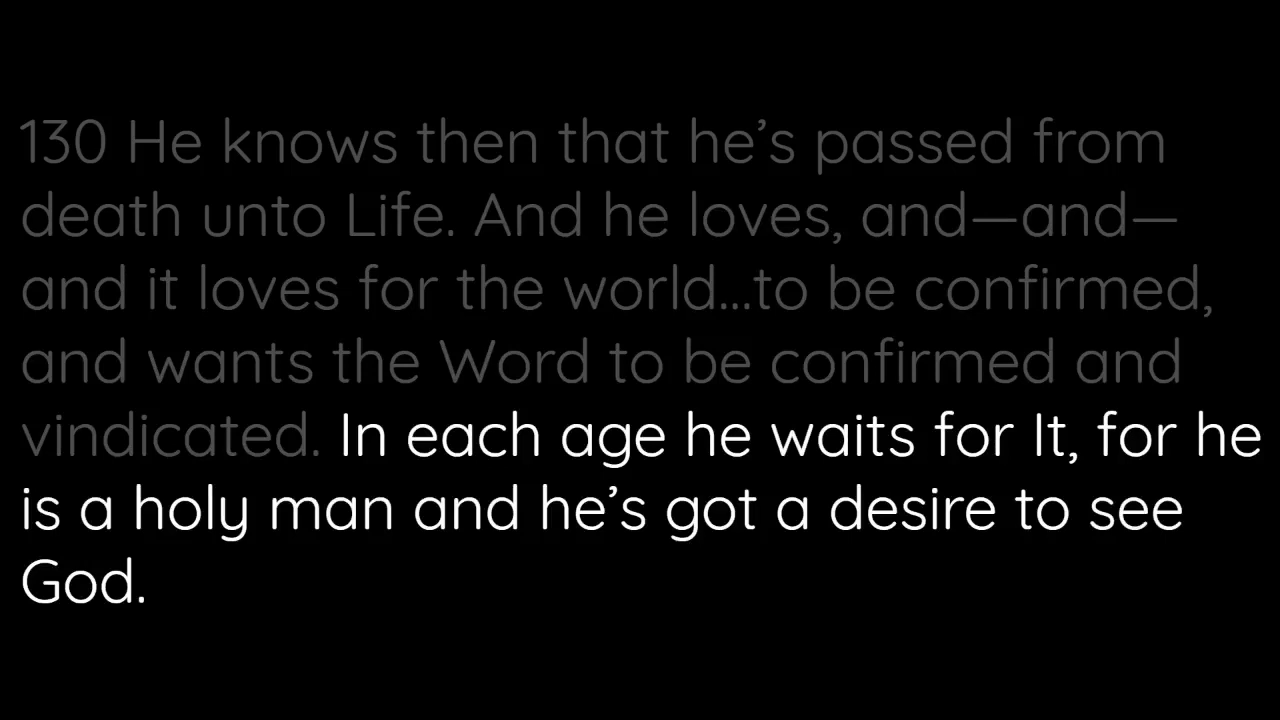 130 He knows then that he’s passed from
death unto Life. And he loves, and—and—
and it loves for the world...to be confirmed,
and wants the Word to be confirmed and
vindicated. In each age he waits for It, for he
is a holy man and he’s got a desire to see
God.